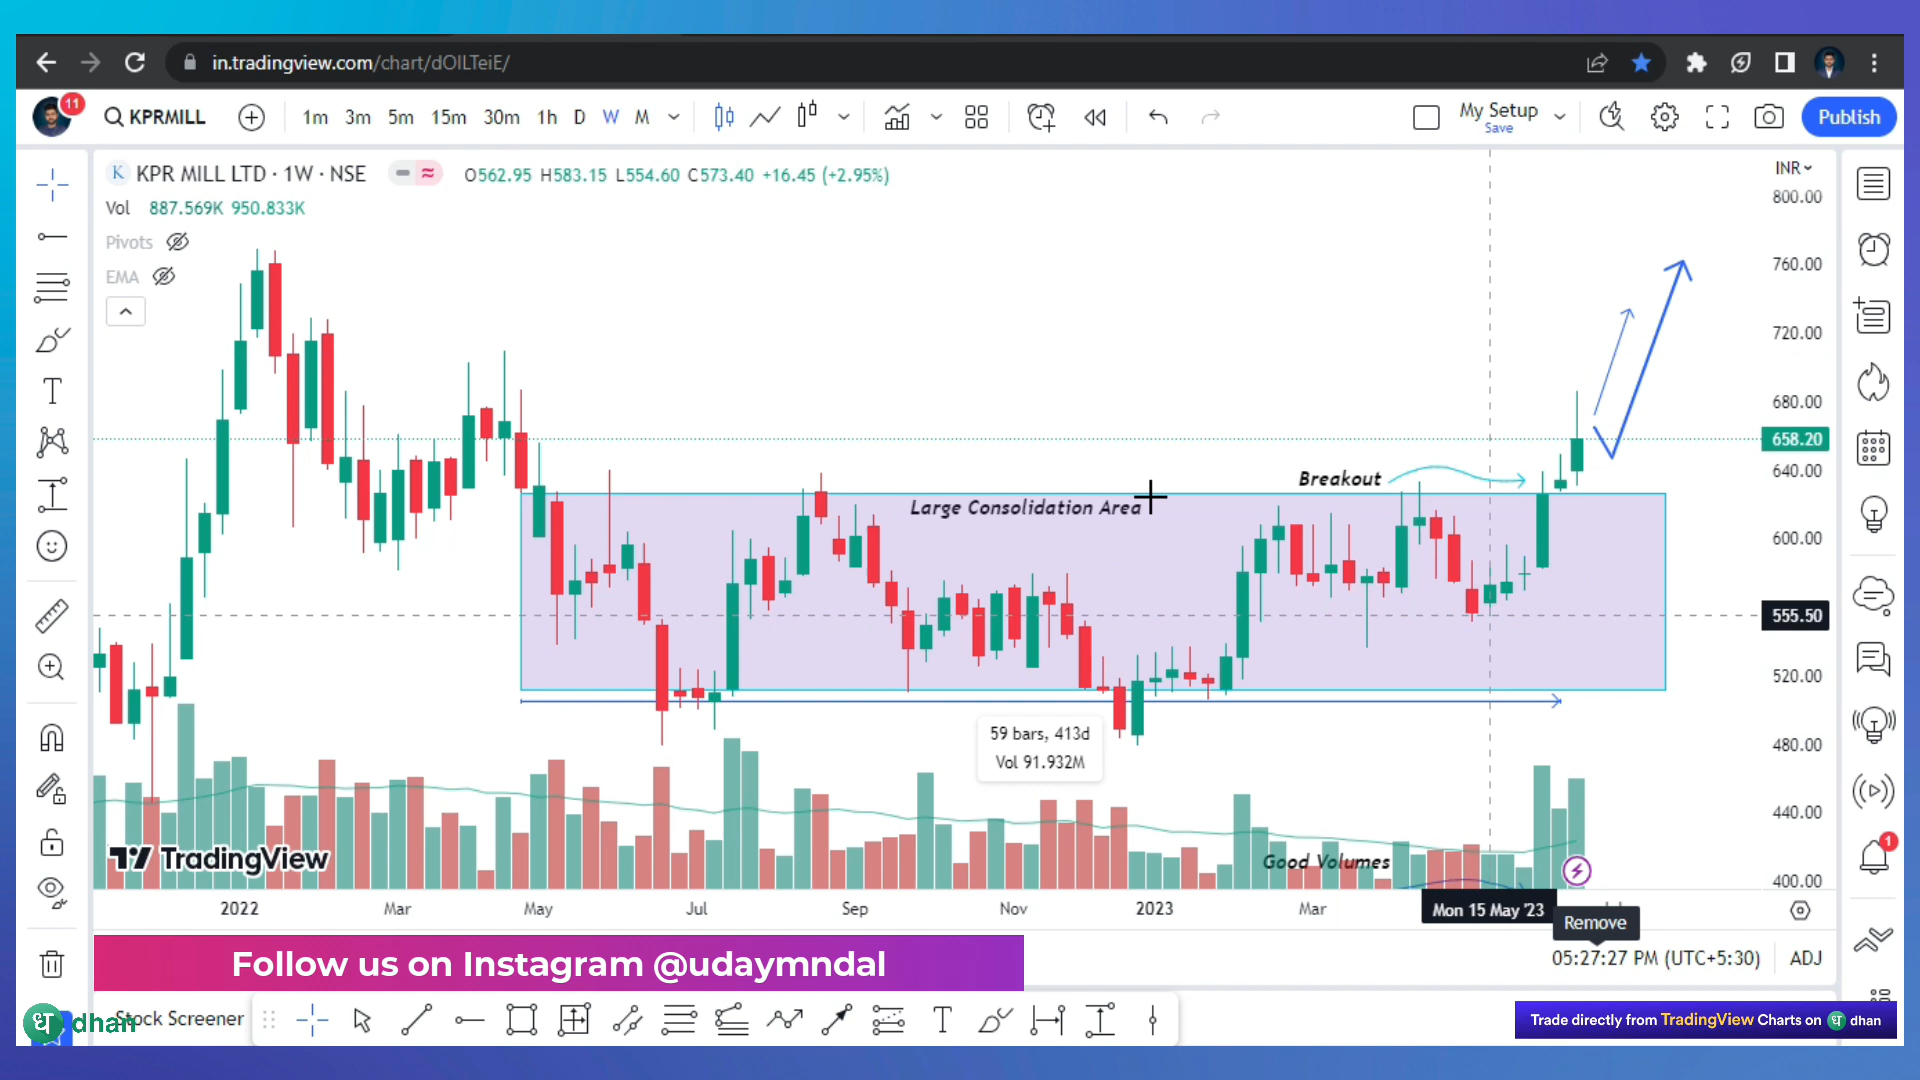 in.tradingview.com/chart/dOILTeiE/
11
KPRMILL 1m 3m 5m 15m 30m 1h D W M My Setup Save Publish
K KPR MILL LTD · 1W · NSE O562.95 H583.15 L554.60 C573.40 +16.45 (+2.95%)
INR
Vol 887.569K 950.833K
Pivots
EMA
800.00
760.00
720.00
680.00
658.20
640.00
600.00
555.50
520.00
480.00
440.00
400.00
Breakout
Large Consolidation Area
59 bars, 413d
Vol 91.932M
Good Volumes
TradingView
1
2022 Mar May Jul Sep Nov 2023 Mar Mon 15 May '23
Remove
05:27:27 PM (UTC+5:30) ADJ
Follow us on Instagram @udaymndal
Stock Screener
ध dhan
Trade directly from TradingView Charts on ध dhan